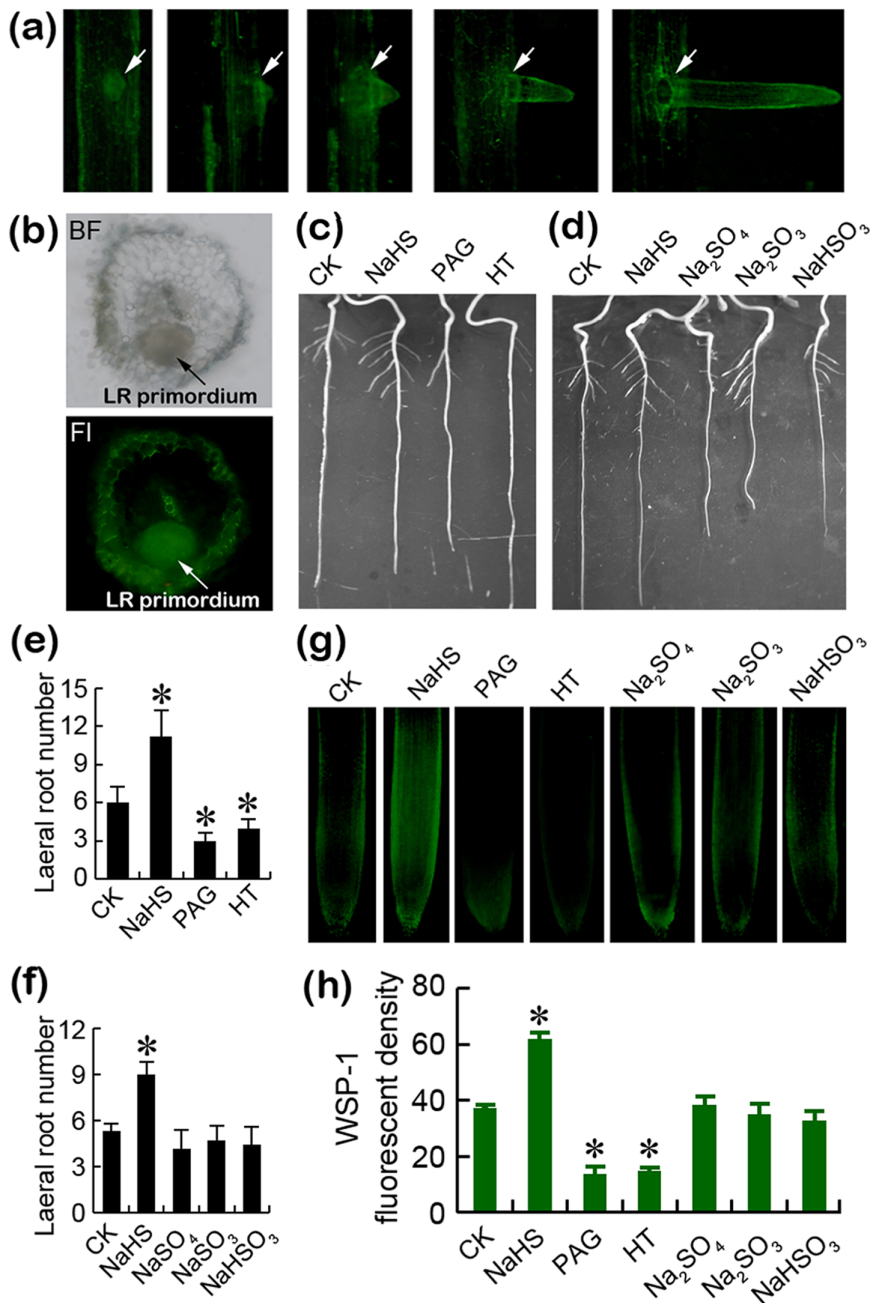 (a)
(b)
BF
LR primordium
FI
LR primordium
(c)
CK NaHS PAG HT
(d)
CK NaHS Na₂SO₄ Na₂SO₃ NaHSO₃
(e)
Laeral root number
15
12
9
6
3
0
* * *
CK NaHS PAG HT
(f)
Laeral root number
12
9
6
3
0
*
CK NaHS NaSO₄ NaSO₃ NaHSO₃
(g)
CK NaHS PAG HT Na₂SO₄ Na₂SO₃ NaHSO₃
(h)
WSP-1
fluorescent density
80
60
40
20
0
* * *
CK NaHS PAG HT Na₂SO₄ Na₂SO₃ NaHSO₃